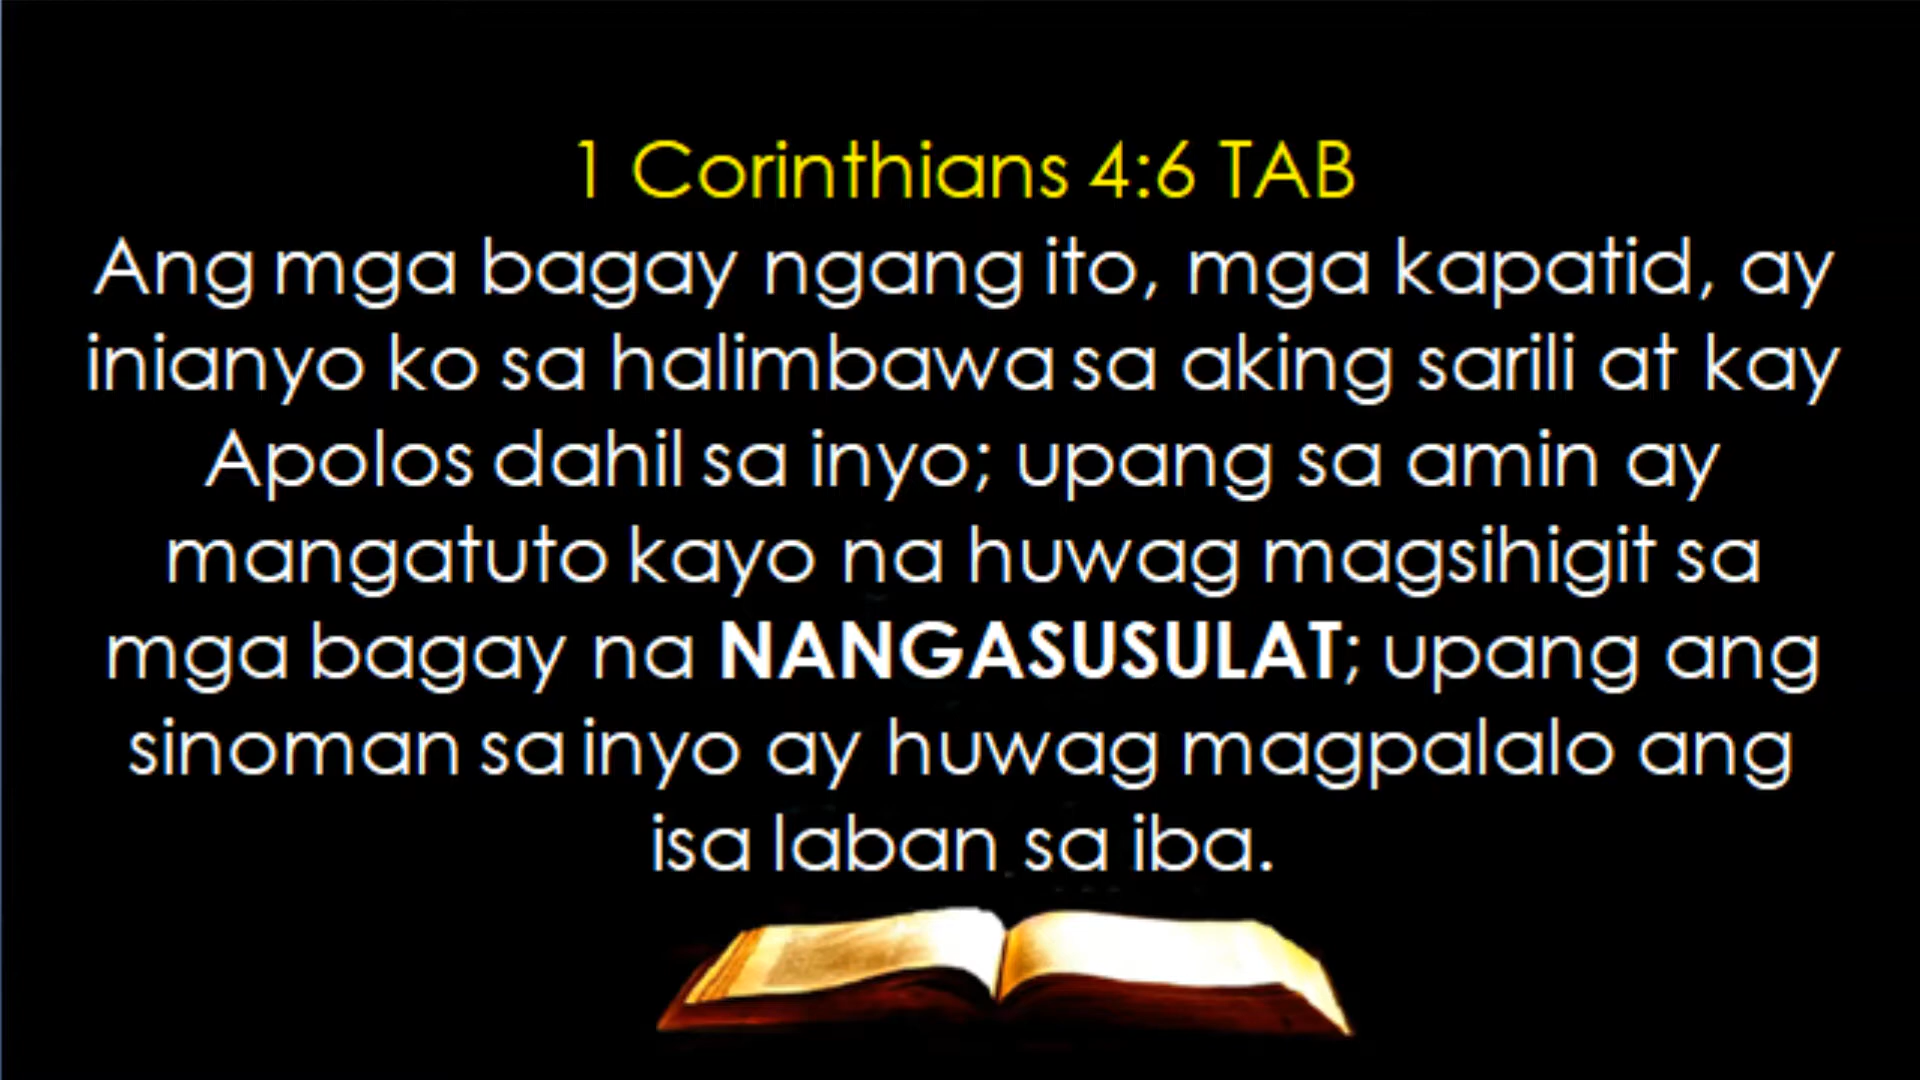 1 Corinthians 4:6 TAB
Ang mga bagay ngang ito, mga kapatid, ay
inianyo ko sa halimbawa sa aking sarili at kay
Apolos dahil sa inyo; upang sa amin ay
mangatuto kayo na huwag magsihigit sa
mga bagay na NANGASUSULAT; upang ang
sinoman sa inyo ay huwag magpalalo ang
isa laban sa iba.